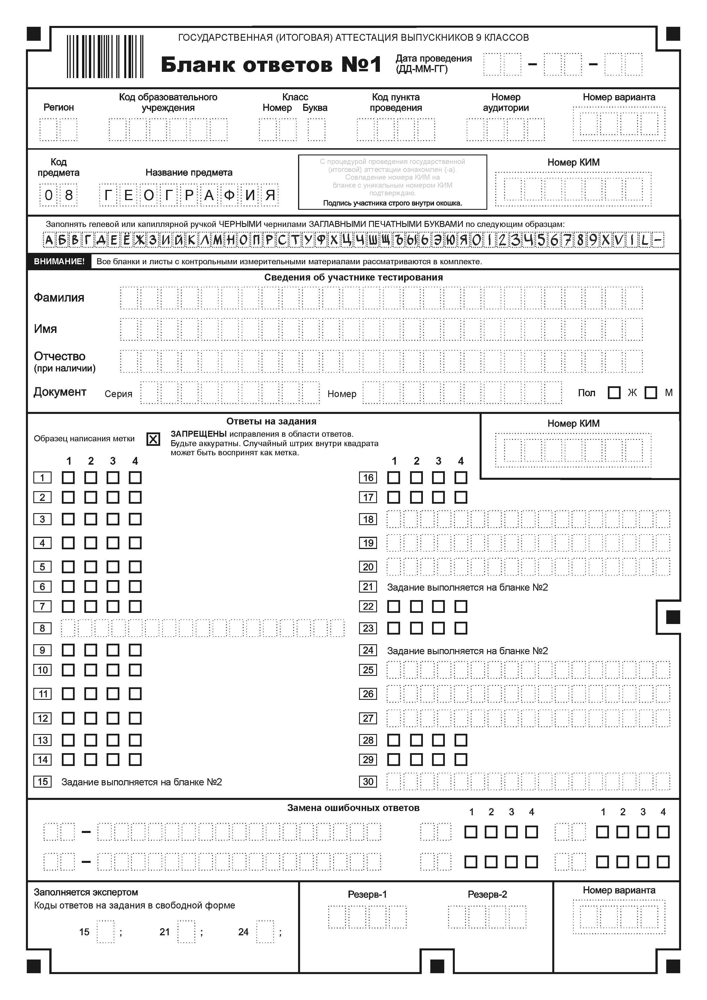 ГОСУДАРСТВЕННАЯ (ИТОГОВАЯ) АТТЕСТАЦИЯ ВЫПУСКНИКОВ 9 КЛАССОВ
Бланк ответов №1
Дата проведения
(ДД-ММ-ГГ)
– –
Регион
Код образовательного
учреждения
Класс
Номер Буква
Код пункта
проведения
Номер
аудитории
Номер варианта
Код
предмета
08
Название предмета
ГЕОГРАФИЯ
С процедурой проведения государственной
(итоговой) аттестации ознакомлен (-а).
Совпадение номера КИМ на
бланке с уникальным номером КИМ
подтверждаю.
Подпись участника строго внутри окошка.
Номер КИМ
Заполнять гелевой или капиллярной ручкой ЧЕРНЫМИ чернилами ЗАГЛАВНЫМИ ПЕЧАТНЫМИ БУКВАМИ по следующим образцам:
АБВГДЕЁЖЗИЙКЛМНОПРСТУФХЦЧШЩЪЫЬЭЮЯ0123456789XVIL-
ВНИМАНИЕ! Все бланки и листы с контрольными измерительными материалами рассматриваются в комплекте.
Сведения об участнике тестирования
Фамилия
Имя
Отчество
(при наличии)
Документ Серия Номер Пол Ж М
Ответы на задания
Образец написания метки X
ЗАПРЕЩЕНЫ исправления в области ответов.
Будьте аккуратны. Случайный штрих внутри квадрата
может быть воспринят как метка.
Номер КИМ
1 2 3 4
1
2
3
4
5
6
7
8
9
10
11
12
13
14
15 Задание выполняется на бланке №2
1 2 3 4
16
17
18
19
20
21 Задание выполняется на бланке №2
22
23
24 Задание выполняется на бланке №2
25
26
27
28
29
30
Замена ошибочных ответов
1 2 3 4 1 2 3 4
–
–
Заполняется экспертом
Коды ответов на задания в свободной форме
15 ; 21 ; 24 ;
Резерв-1 Резерв-2
Номер варианта